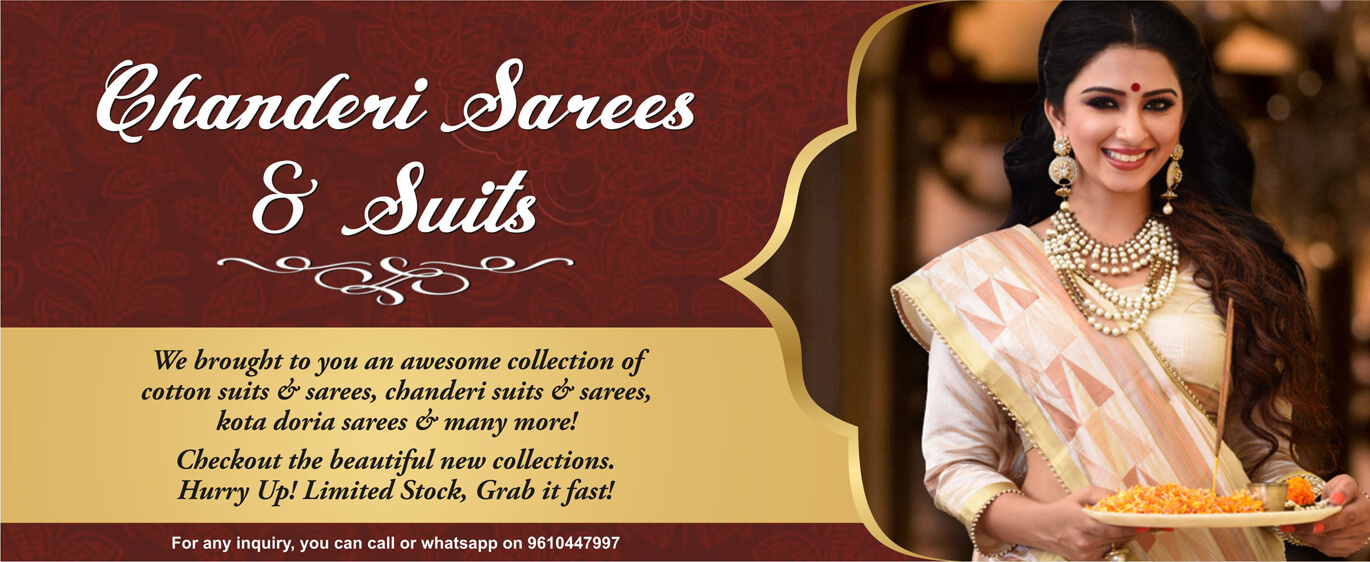 Chanderi Sarees
& Suits
We brought to you an awesome collection of
cotton suits & sarees, chanderi suits & sarees,
kota doria sarees & many more!
Checkout the beautiful new collections.
Hurry Up! Limited Stock, Grab it fast!
For any inquiry, you can call or whatsapp on 9610447997